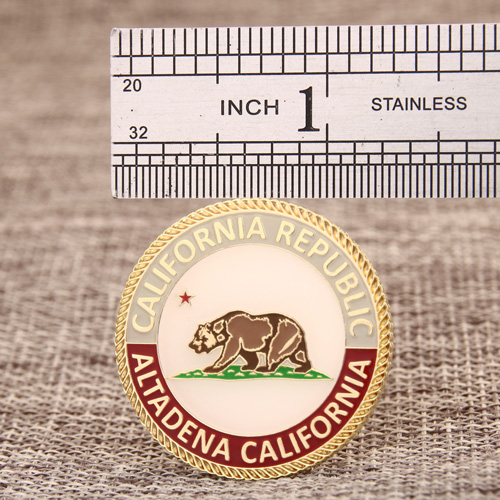 20
INCH 1 STAINLESS
32
CALIFORNIA REPUBLIC
ALTADENA CALIFORNIA